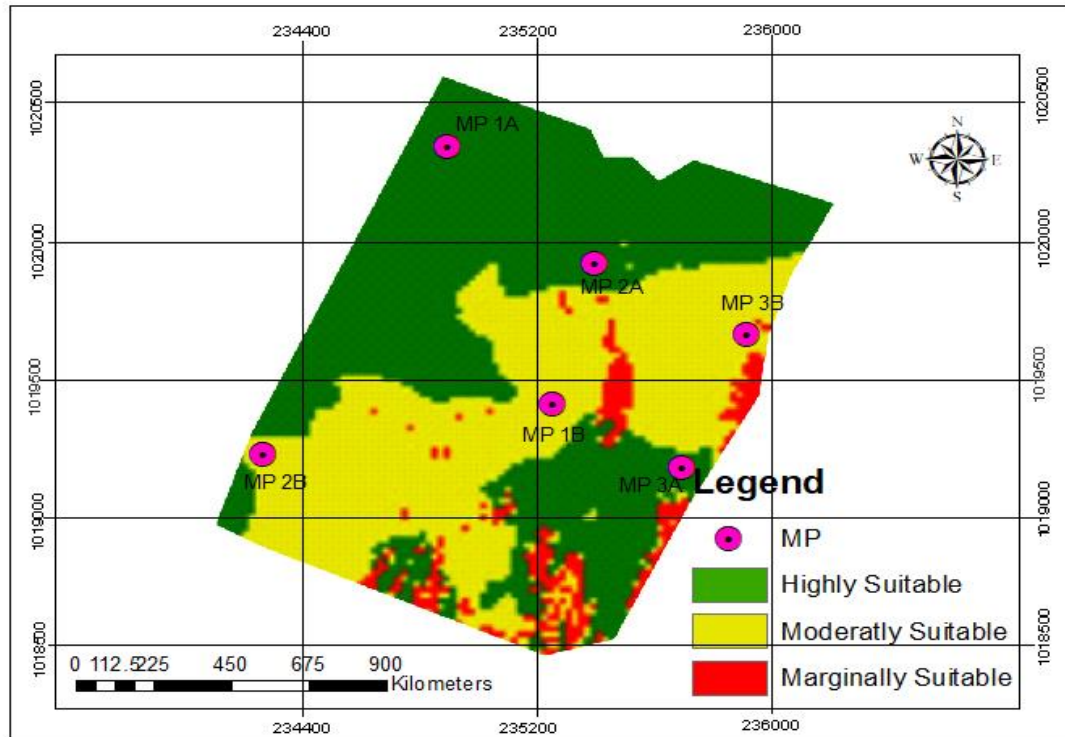 234400 235200 236000
1020500 1020500
MP 1A
N
W E
S
1020000 1020000
MP 2A
MP 3B
1019500 1019500
MP 1B
MP 2B
MP 3A
Legend
1019000 1019000
MP
Highly Suitable
Moderatly Suitable
1018500 1018500
0 112.5 225 450 675 900
Kilometers
Marginally Suitable
234400 235200 236000